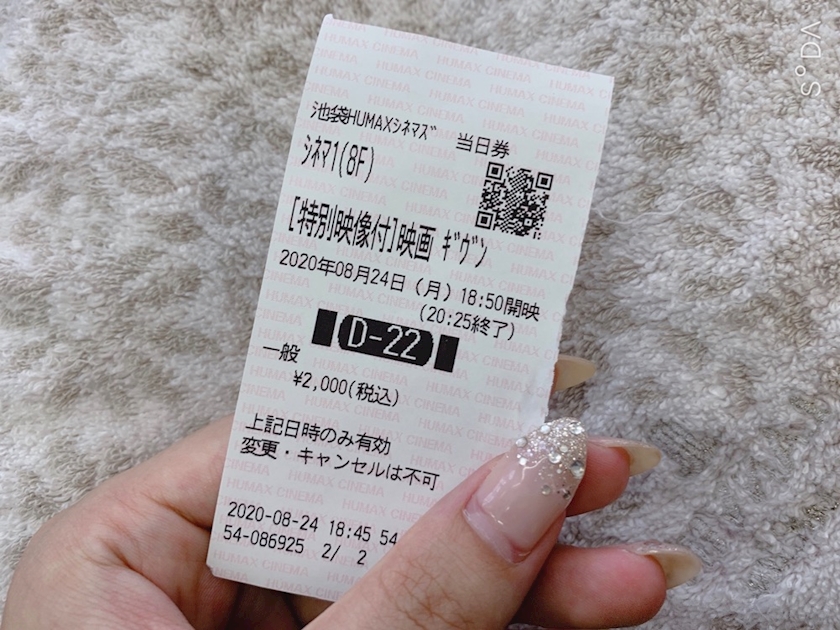 池袋HUMAXシネマズ 当日券
シネマ1(8F)
[特別映像付]映画 ギヴン
2020年08月24日 (月) 18:50開映
(20:25終了)
D-22
一般
¥2,000(税込)
上記日時のみ有効
変更・キャンセルは不可
2020-08-24 18:45 54
54-086925 2/ 2
HUMAX CINEMA
SODA